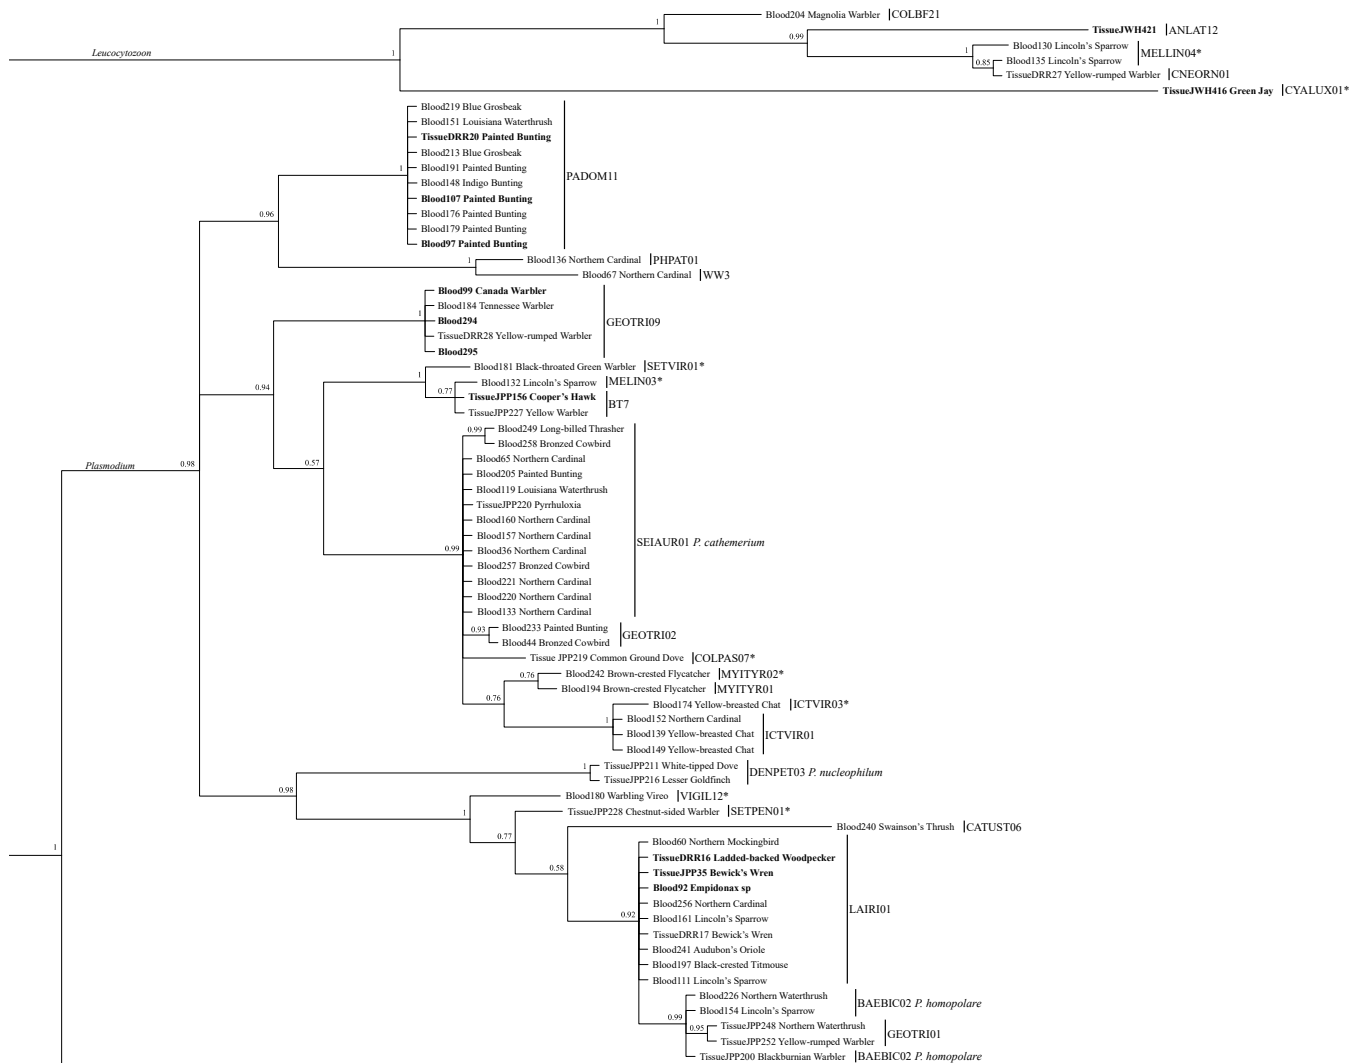 Leucocytozoon
1
1
Blood204 Magnolia Warbler COLBF21
0.99
TissueJWH421 ANLAT12
1
Blood130 Lincoln's Sparrow
MELLIN04*
0.85
Blood135 Lincoln's Sparrow
TissueDRR27 Yellow-rumped Warbler CNEORN01
TissueJWH416 Green Jay CYALUX01*
Blood219 Blue Grosbeak
Blood151 Louisiana Waterthrush
TissueDRR20 Painted Bunting
Blood213 Blue Grosbeak
1
Blood191 Painted Bunting
PADOM11
Blood148 Indigo Bunting
Blood107 Painted Bunting
0.96
Blood176 Painted Bunting
Blood179 Painted Bunting
Blood97 Painted Bunting
1
Blood136 Northern Cardinal PHPAT01
Blood67 Northern Cardinal WW3
Blood99 Canada Warbler
Blood184 Tennessee Warbler
1
Blood294
GEOTRI09
TissueDRR28 Yellow-rumped Warbler
Blood295
0.94
Blood181 Black-throated Green Warbler SETVIR01*
1
Blood132 Lincoln's Sparrow MELIN03*
0.77
TissueJPP156 Cooper's Hawk
BT7
TissueJPP227 Yellow Warbler
0.99
Blood249 Long-billed Thrasher
Blood258 Bronzed Cowbird
Plasmodium
0.98
0.57
Blood65 Northern Cardinal
Blood205 Painted Bunting
Blood119 Louisiana Waterthrush
TissueJPP220 Pyrrhuloxia
Blood160 Northern Cardinal
Blood157 Northern Cardinal
SEIAUR01 P. cathemerium
0.99
Blood36 Northern Cardinal
Blood257 Bronzed Cowbird
Blood221 Northern Cardinal
Blood220 Northern Cardinal
Blood133 Northern Cardinal
0.93
Blood233 Painted Bunting
GEOTRI02
Blood44 Bronzed Cowbird
Tissue JPP219 Common Ground Dove COLPAS07*
0.76
Blood242 Brown-crested Flycatcher MYITYR02*
Blood194 Brown-crested Flycatcher MYITYR01
0.76
Blood174 Yellow-breasted Chat ICTVIR03*
1
Blood152 Northern Cardinal
Blood139 Yellow-breasted Chat
ICTVIR01
Blood149 Yellow-breasted Chat
1
TissueJPP211 White-tipped Dove
DENPET03 P. nucleophilum
TissueJPP216 Lesser Goldfinch
0.98
Blood180 Warbling Vireo VIGIL12*
1
TissueJPP228 Chestnut-sided Warbler SETPEN01*
Blood240 Swainson's Thrush CATUST06
0.77
Blood60 Northern Mockingbird
1
TissueDRR16 Ladded-backed Woodpecker
0.58
TissueJPP35 Bewick's Wren
Blood92 Empidonax sp
Blood256 Northern Cardinal
LAIRI01
0.92
Blood161 Lincoln's Sparrow
TissueDRR17 Bewick's Wren
Blood241 Audubon's Oriole
Blood197 Black-crested Titmouse
Blood111 Lincoln's Sparrow
Blood226 Northern Waterthrush
BAEBIC02 P. homopolare
Blood154 Lincoln's Sparrow
0.99
0.95
TissueJPP248 Northern Waterthrush
GEOTRI01
TissueJPP252 Yellow-rumped Warbler
TissueJPP200 Blackburnian Warbler BAEBIC02 P. homopolare